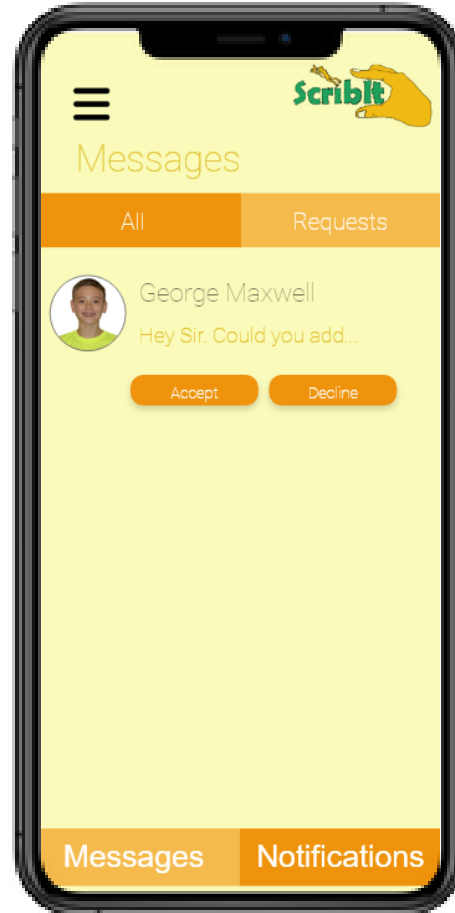 ScribIt
Messages
All Requests
George Maxwell
Hey Sir. Could you add...
Accept Decline
Messages Notifications